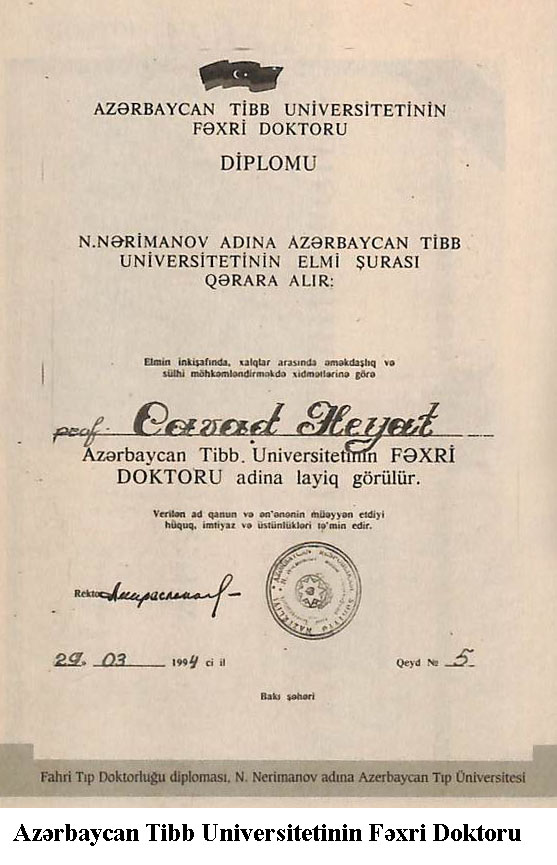 AZƏRBAYCAN TİBB UNİVERSİTETİNİN
FƏXRİ DOKTORU
DİPLOMU
N.NƏRİMANOV ADINA AZƏRBAYCAN TİBB
UNİVERSİTETİNİN ELMİ ŞURASI
QƏRARA ALIR:
Elmin inkişafında, xalqlar arasında əməkdaşlıq və
sülhi möhkəmləndirməkdə xidmətlərinə görə
prof. Cavad Heyat
Azərbaycan Tibb. Universitetinin FƏXRİ
DOKTORU adina layiq görülür.
Verilən ad qanun və ən'ənənin müəyyən etdiyi
hüquq, imtiyaz və üstünlükləri tə'min edir.
Rektor
29. 03 1994 ci il Qeyd № 5
Bakı şəhəri
Fahri Tıp Doktorluğu diploması, N. Nerimanov adına Azerbaycan Tıp Üniversitesi
Azərbaycan Tibb Universitetinin Fəxri Doktoru